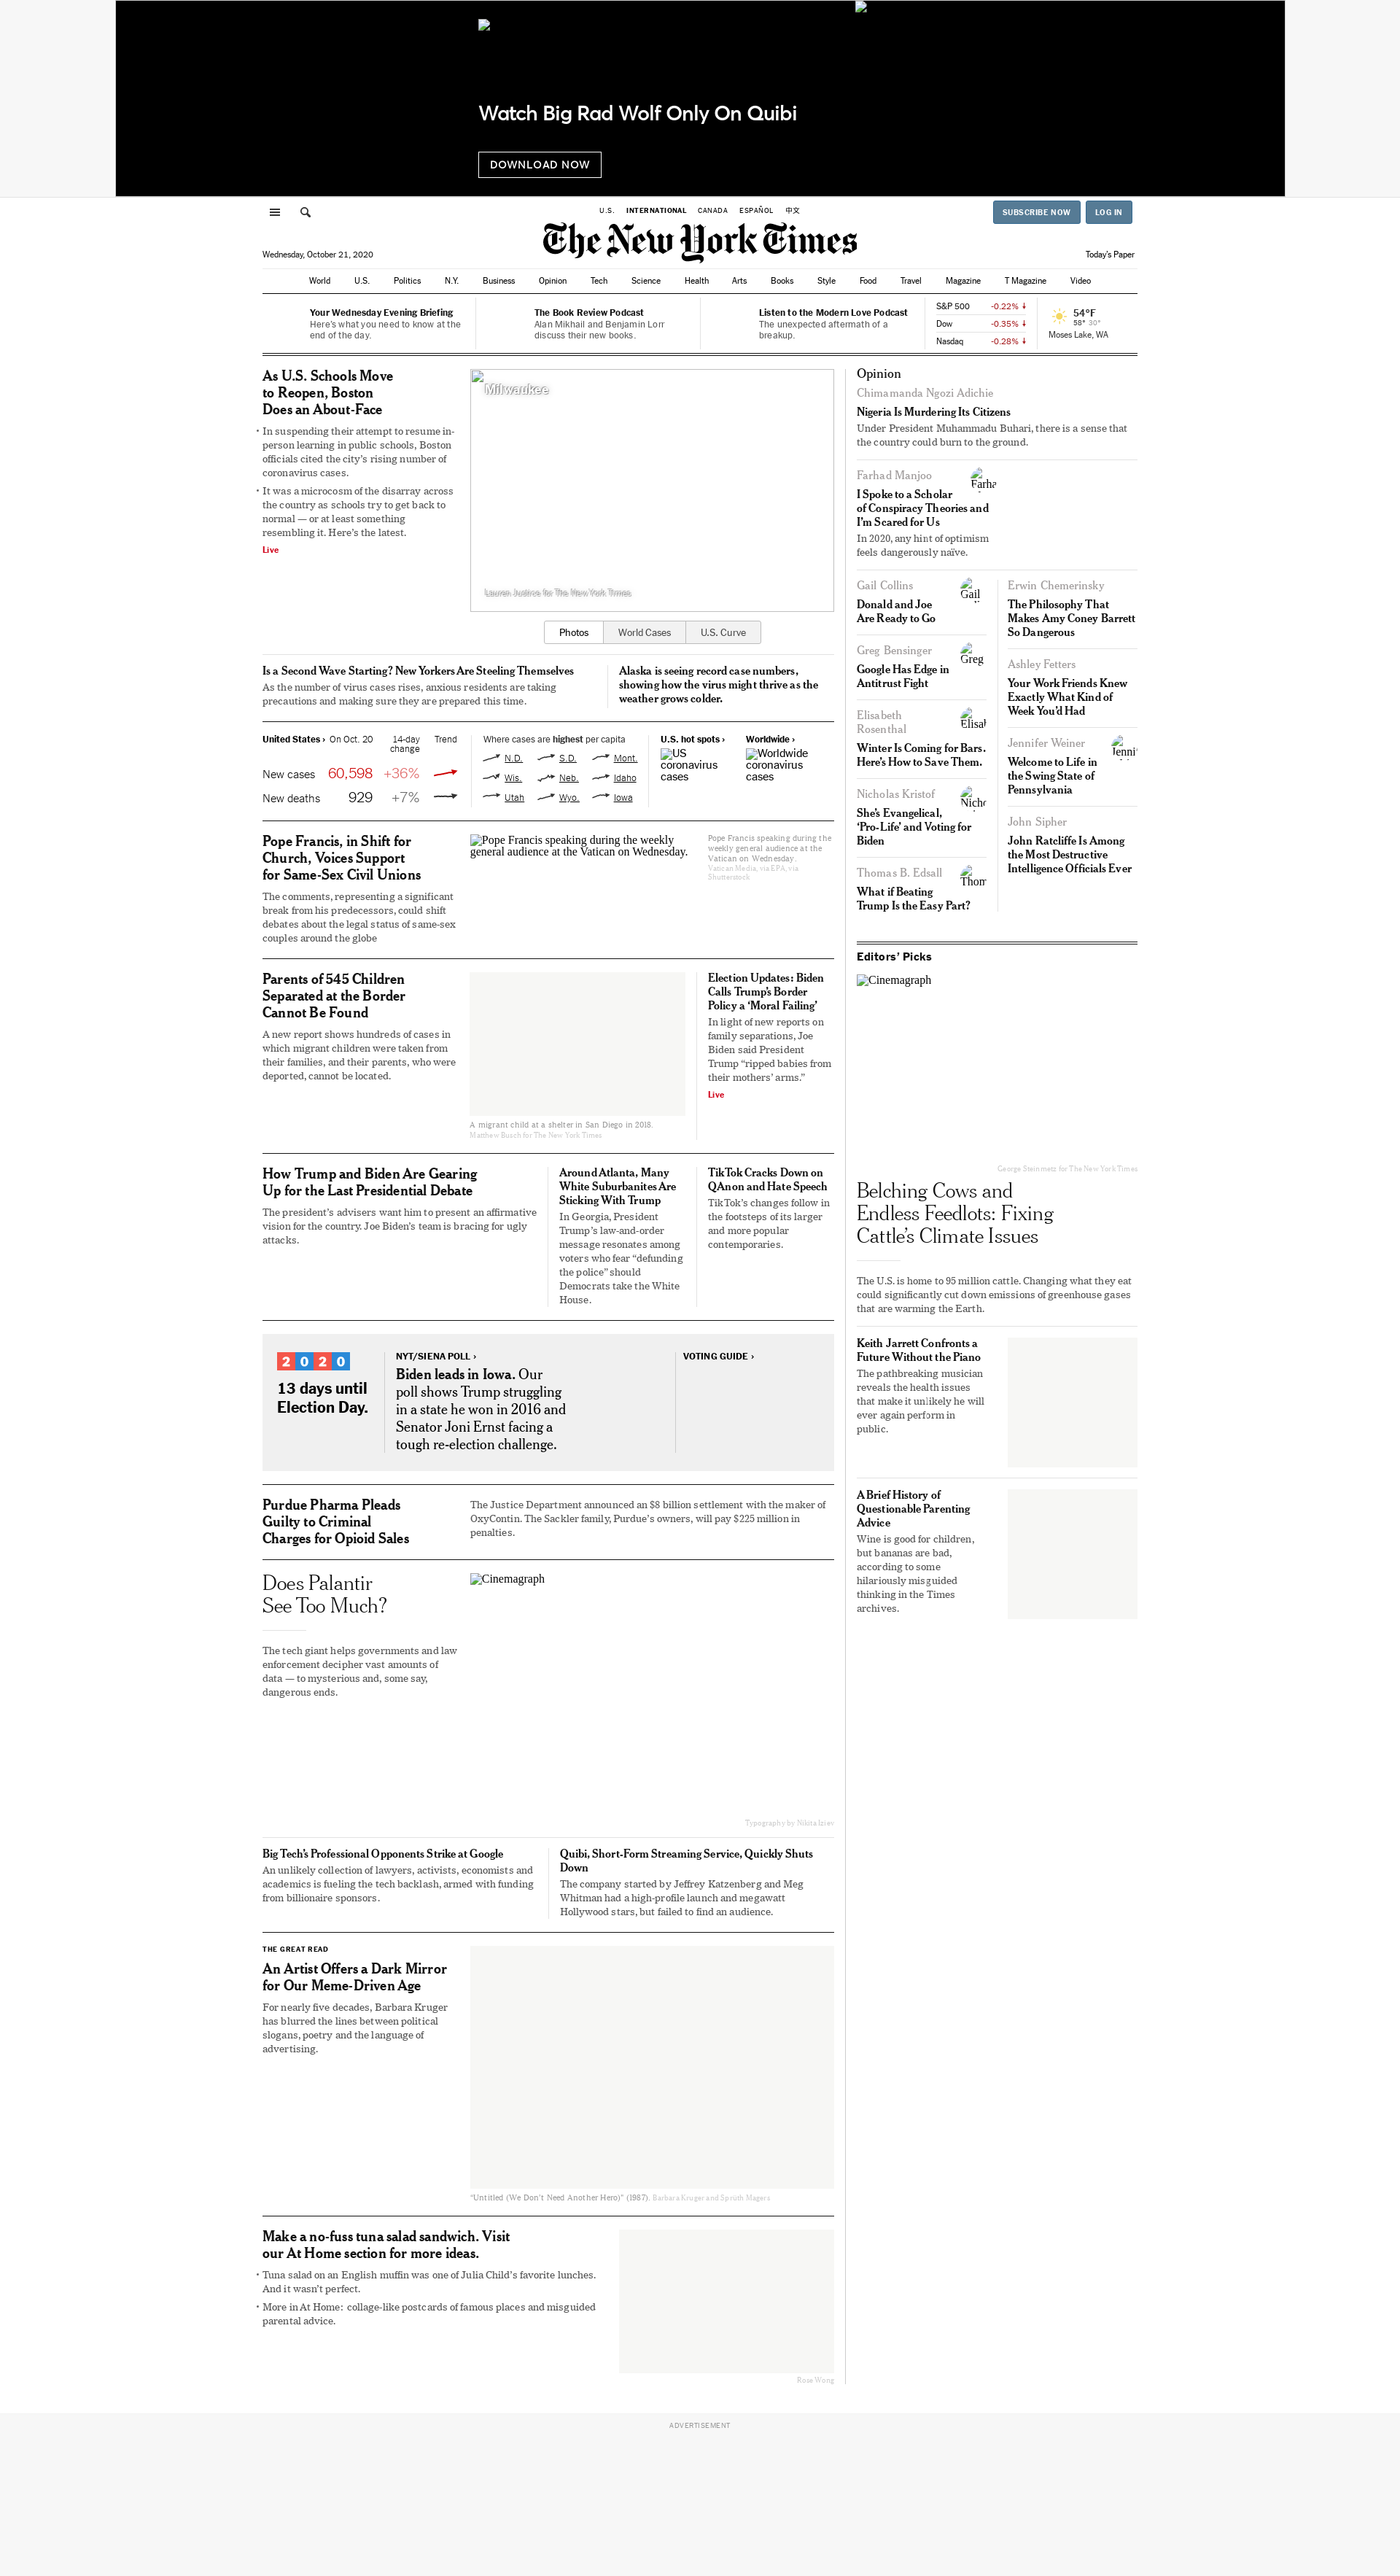 Watch Big Rad Wolf Only On Quibi
DOWNLOAD NOW
U.S. INTERNATIONAL CANADA ESPAÑOL 中文
SUBSCRIBE NOW LOG IN
The New York Times
Wednesday, October 21, 2020
Today's Paper
World U.S. Politics N.Y. Business Opinion Tech Science Health Arts Books Style Food Travel Magazine T Magazine Video
Your Wednesday Evening Briefing
Here's what you need to know at the
end of the day.
The Book Review Podcast
Alan Mikhail and Benjamin Lorr
discuss their new books.
Listen to the Modern Love Podcast
The unexpected aftermath of a
breakup.
S&P 500 -0.22% ↓
Dow -0.35% ↓
Nasdaq -0.28% ↓
54°F
58° 30°
Moses Lake, WA
As U.S. Schools Move
to Reopen, Boston
Does an About-Face
• In suspending their attempt to resume in-
person learning in public schools, Boston
officials cited the city's rising number of
coronavirus cases.
• It was a microcosm of the disarray across
the country as schools try to get back to
normal — or at least something
resembling it. Here's the latest.
Live
Milwaukee
Lauren Justice for The New York Times
Photos World Cases U.S. Curve
Is a Second Wave Starting? New Yorkers Are Steeling Themselves
As the number of virus cases rises, anxious residents are taking
precautions and making sure they are prepared this time.
Alaska is seeing record case numbers,
showing how the virus might thrive as the
weather grows colder.
United States › On Oct. 20 14-day
change Trend
New cases 60,598 +36%
New deaths 929 +7%
Where cases are highest per capita
N.D. S.D. Mont.
Wis. Neb. Idaho
Utah Wyo. Iowa
U.S. hot spots ›
US
coronavirus
cases
Worldwide ›
Worldwide
coronavirus
cases
Pope Francis, in Shift for
Church, Voices Support
for Same-Sex Civil Unions
The comments, representing a significant
break from his predecessors, could shift
debates about the legal status of same-sex
couples around the globe
Pope Francis speaking during the weekly
general audience at the Vatican on Wednesday.
Pope Francis speaking during the
weekly general audience at the
Vatican on Wednesday.
Vatican Media, via EPA, via
Shutterstock
Parents of 545 Children
Separated at the Border
Cannot Be Found
A new report shows hundreds of cases in
which migrant children were taken from
their families, and their parents, who were
deported, cannot be located.
A migrant child at a shelter in San Diego in 2018.
Matthew Busch for The New York Times
Election Updates: Biden
Calls Trump's Border
Policy a ‘Moral Failing’
In light of new reports on
family separations, Joe
Biden said President
Trump “ripped babies from
their mothers’ arms.”
Live
How Trump and Biden Are Gearing
Up for the Last Presidential Debate
The president's advisers want him to present an affirmative
vision for the country. Joe Biden's team is bracing for ugly
attacks.
Around Atlanta, Many
White Suburbanites Are
Sticking With Trump
In Georgia, President
Trump's law-and-order
message resonates among
voters who fear “defunding
the police” should
Democrats take the White
House.
TikTok Cracks Down on
QAnon and Hate Speech
TikTok's changes follow in
the footsteps of its larger
and more popular
contemporaries.
2020
13 days until
Election Day.
NYT/SIENA POLL ›
Biden leads in Iowa. Our
poll shows Trump struggling
in a state he won in 2016 and
Senator Joni Ernst facing a
tough re-election challenge.
VOTING GUIDE ›
Purdue Pharma Pleads
Guilty to Criminal
Charges for Opioid Sales
The Justice Department announced an $8 billion settlement with the maker of
OxyContin. The Sackler family, Purdue's owners, will pay $225 million in
penalties.
Does Palantir
See Too Much?
The tech giant helps governments and law
enforcement decipher vast amounts of
data — to mysterious and, some say,
dangerous ends.
Cinemagraph
Typography by Nikita Iziev
Big Tech's Professional Opponents Strike at Google
An unlikely collection of lawyers, activists, economists and
academics is fueling the tech backlash, armed with funding
from billionaire sponsors.
Quibi, Short-Form Streaming Service, Quickly Shuts
Down
The company started by Jeffrey Katzenberg and Meg
Whitman had a high-profile launch and megawatt
Hollywood stars, but failed to find an audience.
THE GREAT READ
An Artist Offers a Dark Mirror
for Our Meme-Driven Age
For nearly five decades, Barbara Kruger
has blurred the lines between political
slogans, poetry and the language of
advertising.
“Untitled (We Don't Need Another Hero)” (1987). Barbara Kruger and Sprüth Magers
Make a no-fuss tuna salad sandwich. Visit
our At Home section for more ideas.
• Tuna salad on an English muffin was one of Julia Child's favorite lunches.
And it wasn't perfect.
• More in At Home: collage-like postcards of famous places and misguided
parental advice.
Rose Wong
Opinion
Chimamanda Ngozi Adichie
Nigeria Is Murdering Its Citizens
Under President Muhammadu Buhari, there is a sense that
the country could burn to the ground.
Farhad Manjoo
Farha
I Spoke to a Scholar
of Conspiracy Theories and
I'm Scared for Us
In 2020, any hint of optimism
feels dangerously naïve.
Gail Collins
Gail
Donald and Joe
Are Ready to Go
Greg Bensinger
Greg
Google Has Edge in
Antitrust Fight
Elisabeth
Rosenthal
Elisab
Winter Is Coming for Bars.
Here's How to Save Them.
Nicholas Kristof
Nicho
She's Evangelical,
‘Pro-Life’ and Voting for
Biden
Thomas B. Edsall
Thom
What if Beating
Trump Is the Easy Part?
Erwin Chemerinsky
The Philosophy That
Makes Amy Coney Barrett
So Dangerous
Ashley Fetters
Your Work Friends Knew
Exactly What Kind of
Week You'd Had
Jennifer Weiner
Jennif
Welcome to Life in
the Swing State of
Pennsylvania
John Sipher
John Ratcliffe Is Among
the Most Destructive
Intelligence Officials Ever
Editors’ Picks
Cinemagraph
George Steinmetz for The New York Times
Belching Cows and
Endless Feedlots: Fixing
Cattle's Climate Issues
The U.S. is home to 95 million cattle. Changing what they eat
could significantly cut down emissions of greenhouse gases
that are warming the Earth.
Keith Jarrett Confronts a
Future Without the Piano
The pathbreaking musician
reveals the health issues
that make it unlikely he will
ever again perform in
public.
A Brief History of
Questionable Parenting
Advice
Wine is good for children,
but bananas are bad,
according to some
hilariously misguided
thinking in the Times
archives.
ADVERTISEMENT